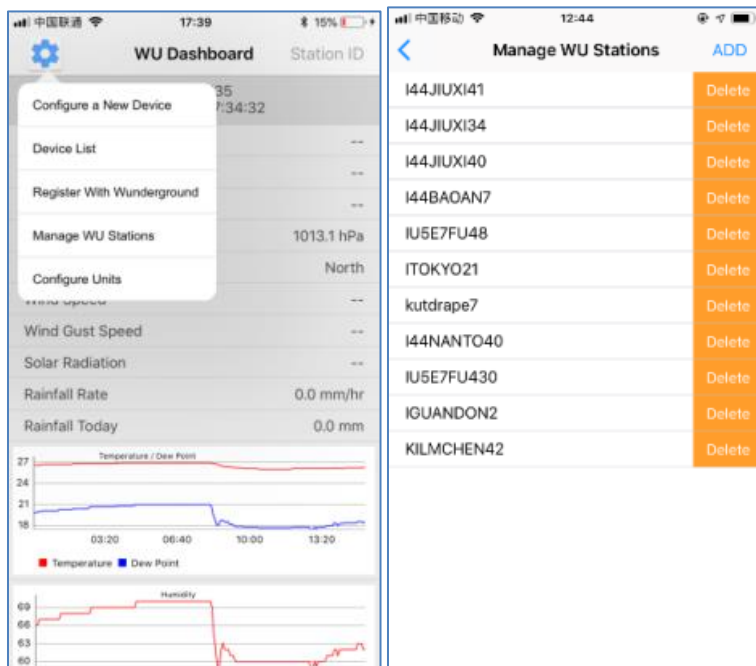 中国联通 17:39 15%
WU Dashboard Station ID
35
7:34:32
Configure a New Device
Device List
Register With Wunderground
Manage WU Stations
Configure Units
--
--
--
1013.1 hPa
North
Wind Speed --
Wind Gust Speed --
Solar Radiation --
Rainfall Rate 0.0 mm/hr
Rainfall Today 0.0 mm
Temperature / Dew Point
27
24
21
18
03:20 06:40 10:00 13:20
Temperature Dew Point
Humidity
69
66
63
60
中国移动 12:44
Manage WU Stations ADD
I44JIUXI41 Delete
I44JIUXI34 Delete
I44JIUXI40 Delete
I44BAOAN7 Delete
IU5E7FU48 Delete
ITOKYO21 Delete
kutdrape7 Delete
I44NANTO40 Delete
IU5E7FU430 Delete
IGUANDON2 Delete
KILMCHEN42 Delete